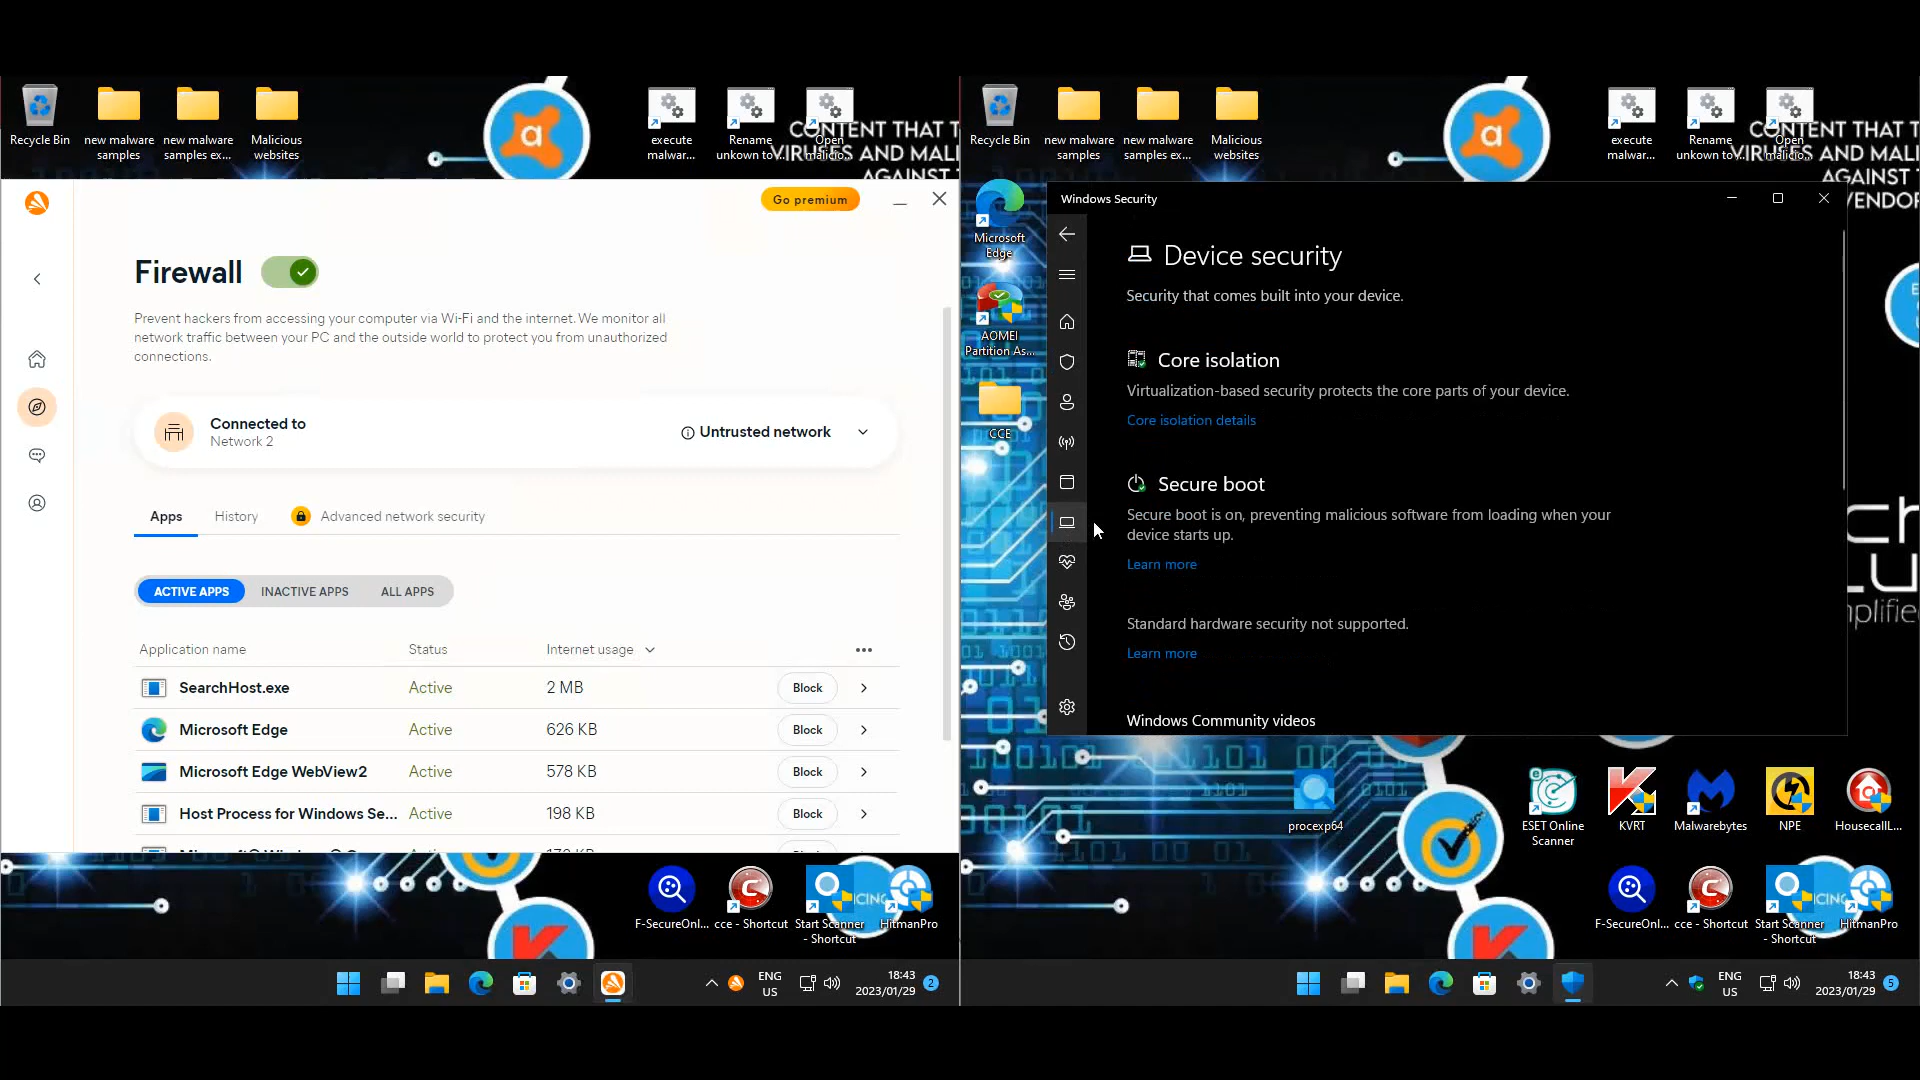 Recycle Bin
new malware samples
new malware samples ex...
Malicious websites
execute malwar...
Rename unkown to...
Open malicio...
CONTENT THAT T
VIRUSES AND MALI
AGAINST
Go premium
Firewall
Prevent hackers from accessing your computer via Wi-Fi and the internet. We monitor all
network traffic between your PC and the outside world to protect you from unauthorized
connections.
Connected to
Network 2
Untrusted network
Apps
History
Advanced network security
ACTIVE APPS
INACTIVE APPS
ALL APPS
Application name
Status
Internet usage
SearchHost.exe Active 2 MB Block
Microsoft Edge Active 626 KB Block
Microsoft Edge WebView2 Active 578 KB Block
Host Process for Windows Se... Active 198 KB Block
F-SecureOnl...
cce - Shortcut
Start Scanner - Shortcut
HitmanPro
ENG
US
18:43
2023/01/29
2
Recycle Bin
new malware samples
new malware samples ex...
Malicious websites
execute malwar...
Open malicio...
CONTENT THAT T
VIRUSES AND MALI
AGAINST
VENDOR
Microsoft Edge
AOMEI Partition As...
CCE
Windows Security
Device security
Security that comes built into your device.
Core isolation
Virtualization-based security protects the core parts of your device.
Core isolation details
Secure boot
Secure boot is on, preventing malicious software from loading when your
device starts up.
Learn more
Standard hardware security not supported.
Learn more
Windows Community videos
procexp64
ESET Online Scanner
KVRT
Malwarebytes
NPE
HousecallL...
F-SecureOnl...
cce - Shortcut
Start Scanner - Shortcut
HitmanPro
ENG
US
18:43
2023/01/29
5